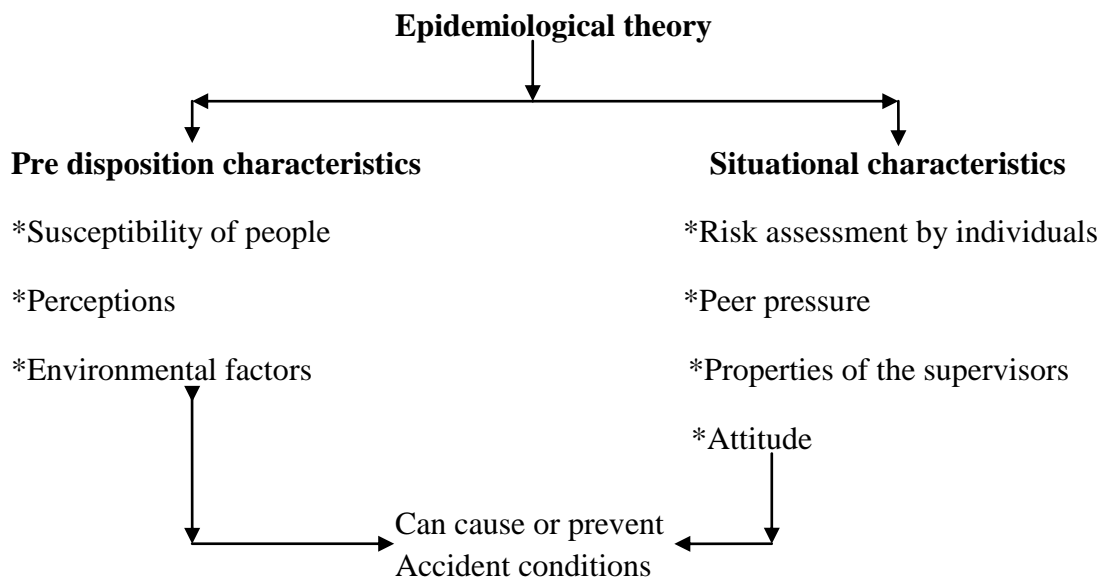 Epidemiological theory
Pre disposition characteristics
*Susceptibility of people
*Perceptions
*Environmental factors
Situational characteristics
*Risk assessment by individuals
*Peer pressure
*Properties of the supervisors
*Attitude
Can cause or prevent
Accident conditions